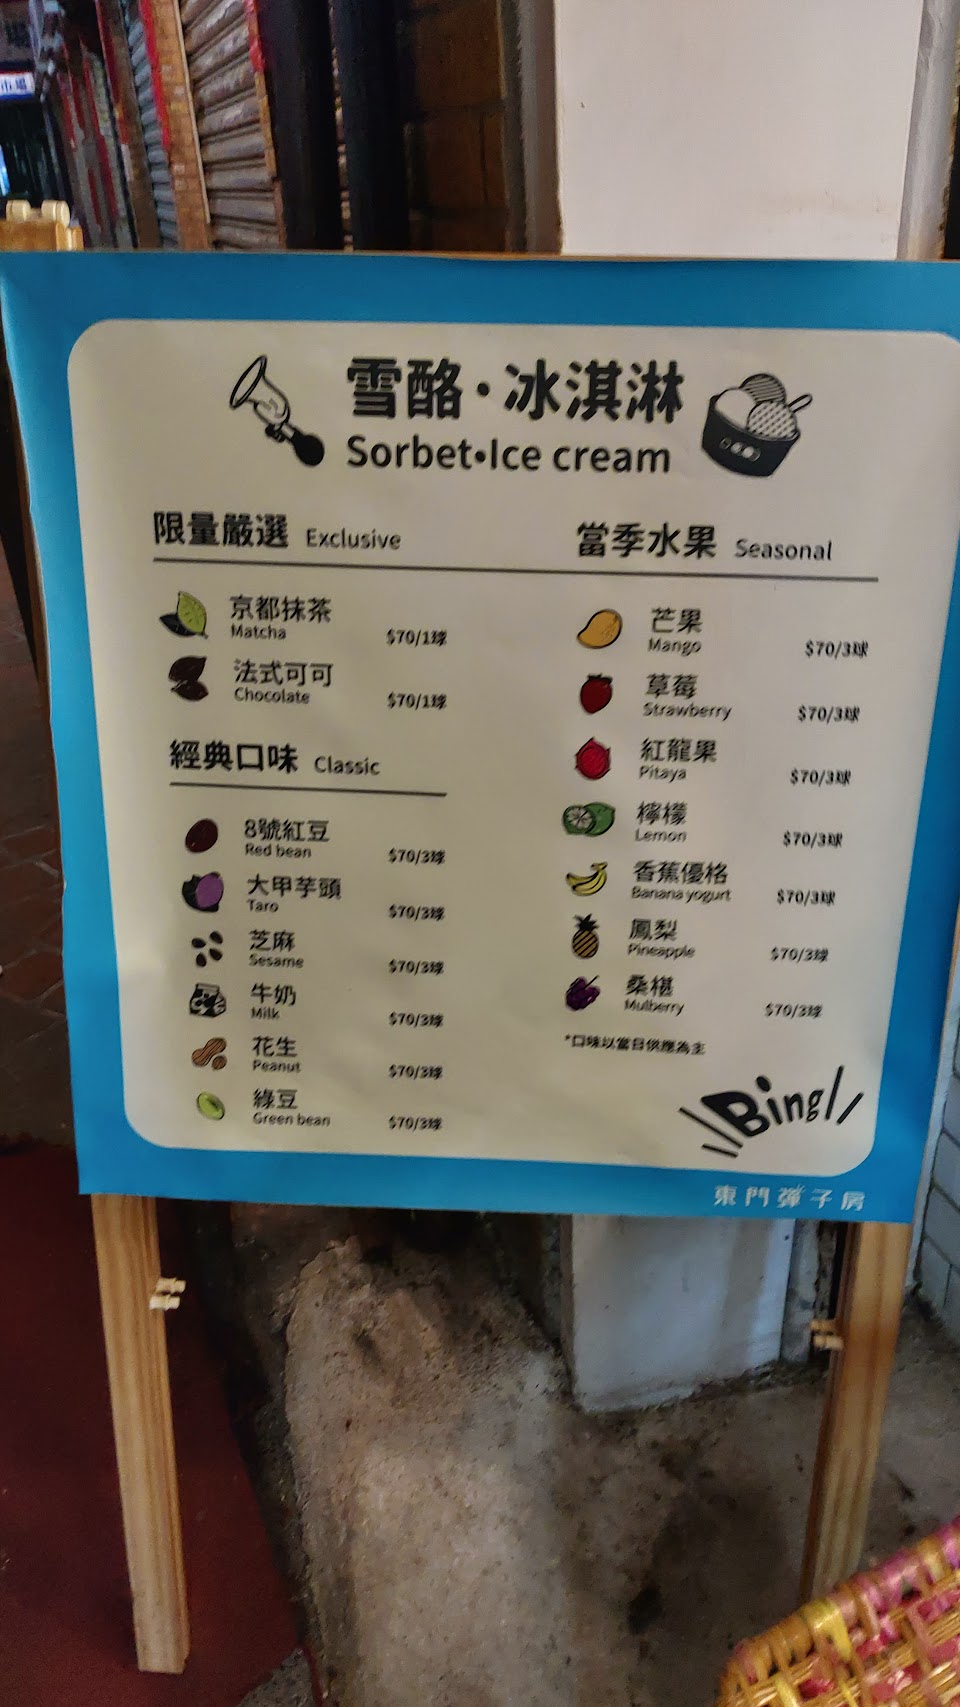 市場
雪酪·冰淇淋
Sorbet•Ice cream
限量嚴選 Exclusive
京都抹茶
Matcha $70/1球
法式可可
Chocolate $70/1球
經典口味 Classic
8號紅豆
Red bean $70/3球
大甲芋頭
Taro $70/3球
芝麻
Sesame $70/3球
牛奶
Milk $70/3球
花生
Peanut $70/3球
綠豆
Green bean $70/3球
當季水果 Seasonal
芒果
Mango $70/3球
草莓
Strawberry $70/3球
紅龍果
Pitaya $70/3球
檸檬
Lemon $70/3球
香蕉優格
Banana yogurt $70/3球
鳳梨
Pineapple $70/3球
桑椹
Mulberry $70/3球
*口味以當日供應為主
Bing!
東門彈子房